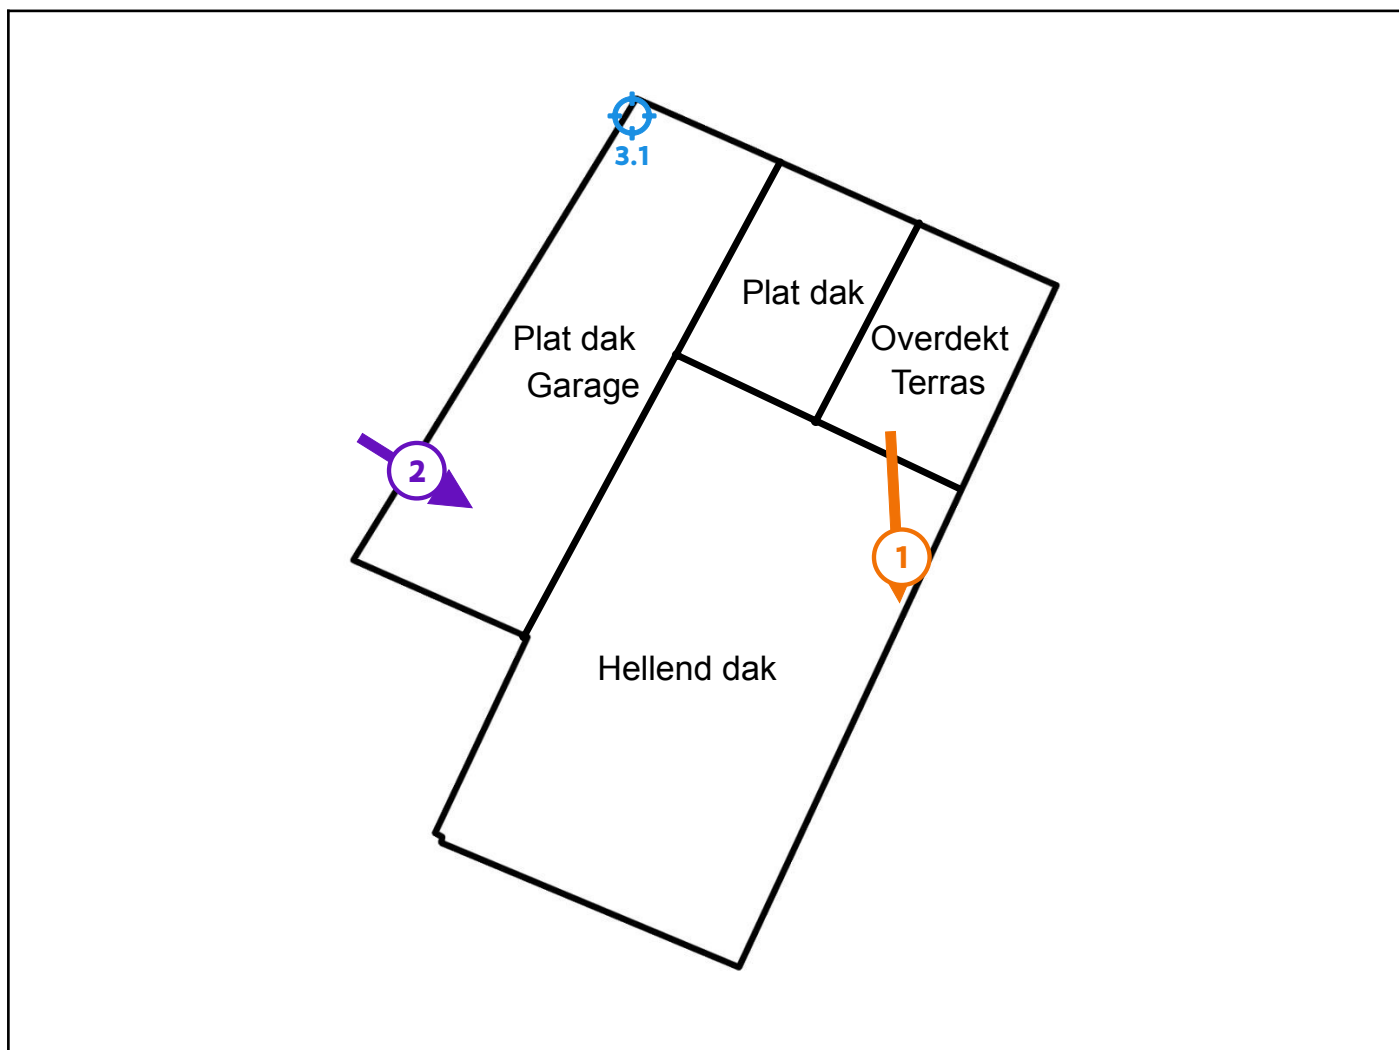 3.1
Plat dak
Plat dak
Garage
Overdekt
Terras
2
1
Hellend dak